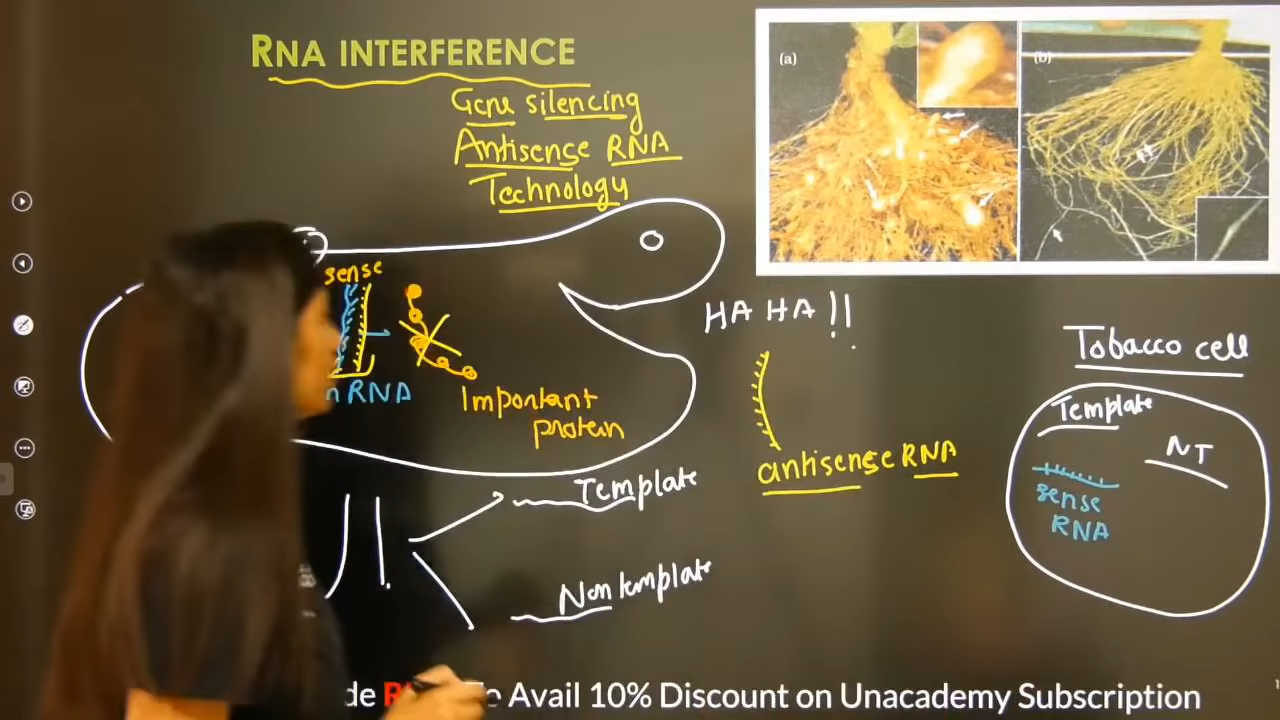 RNA INTERFERENCE
Gene silencing
Antisense RNA
Technology
(a)
(b)
sense
RNA
Important
protein
HA HA !!
antisense RNA
Tobacco cell
Template
NT
sense
RNA
Template
Non template
To Avail 10% Discount on Unacademy Subscription